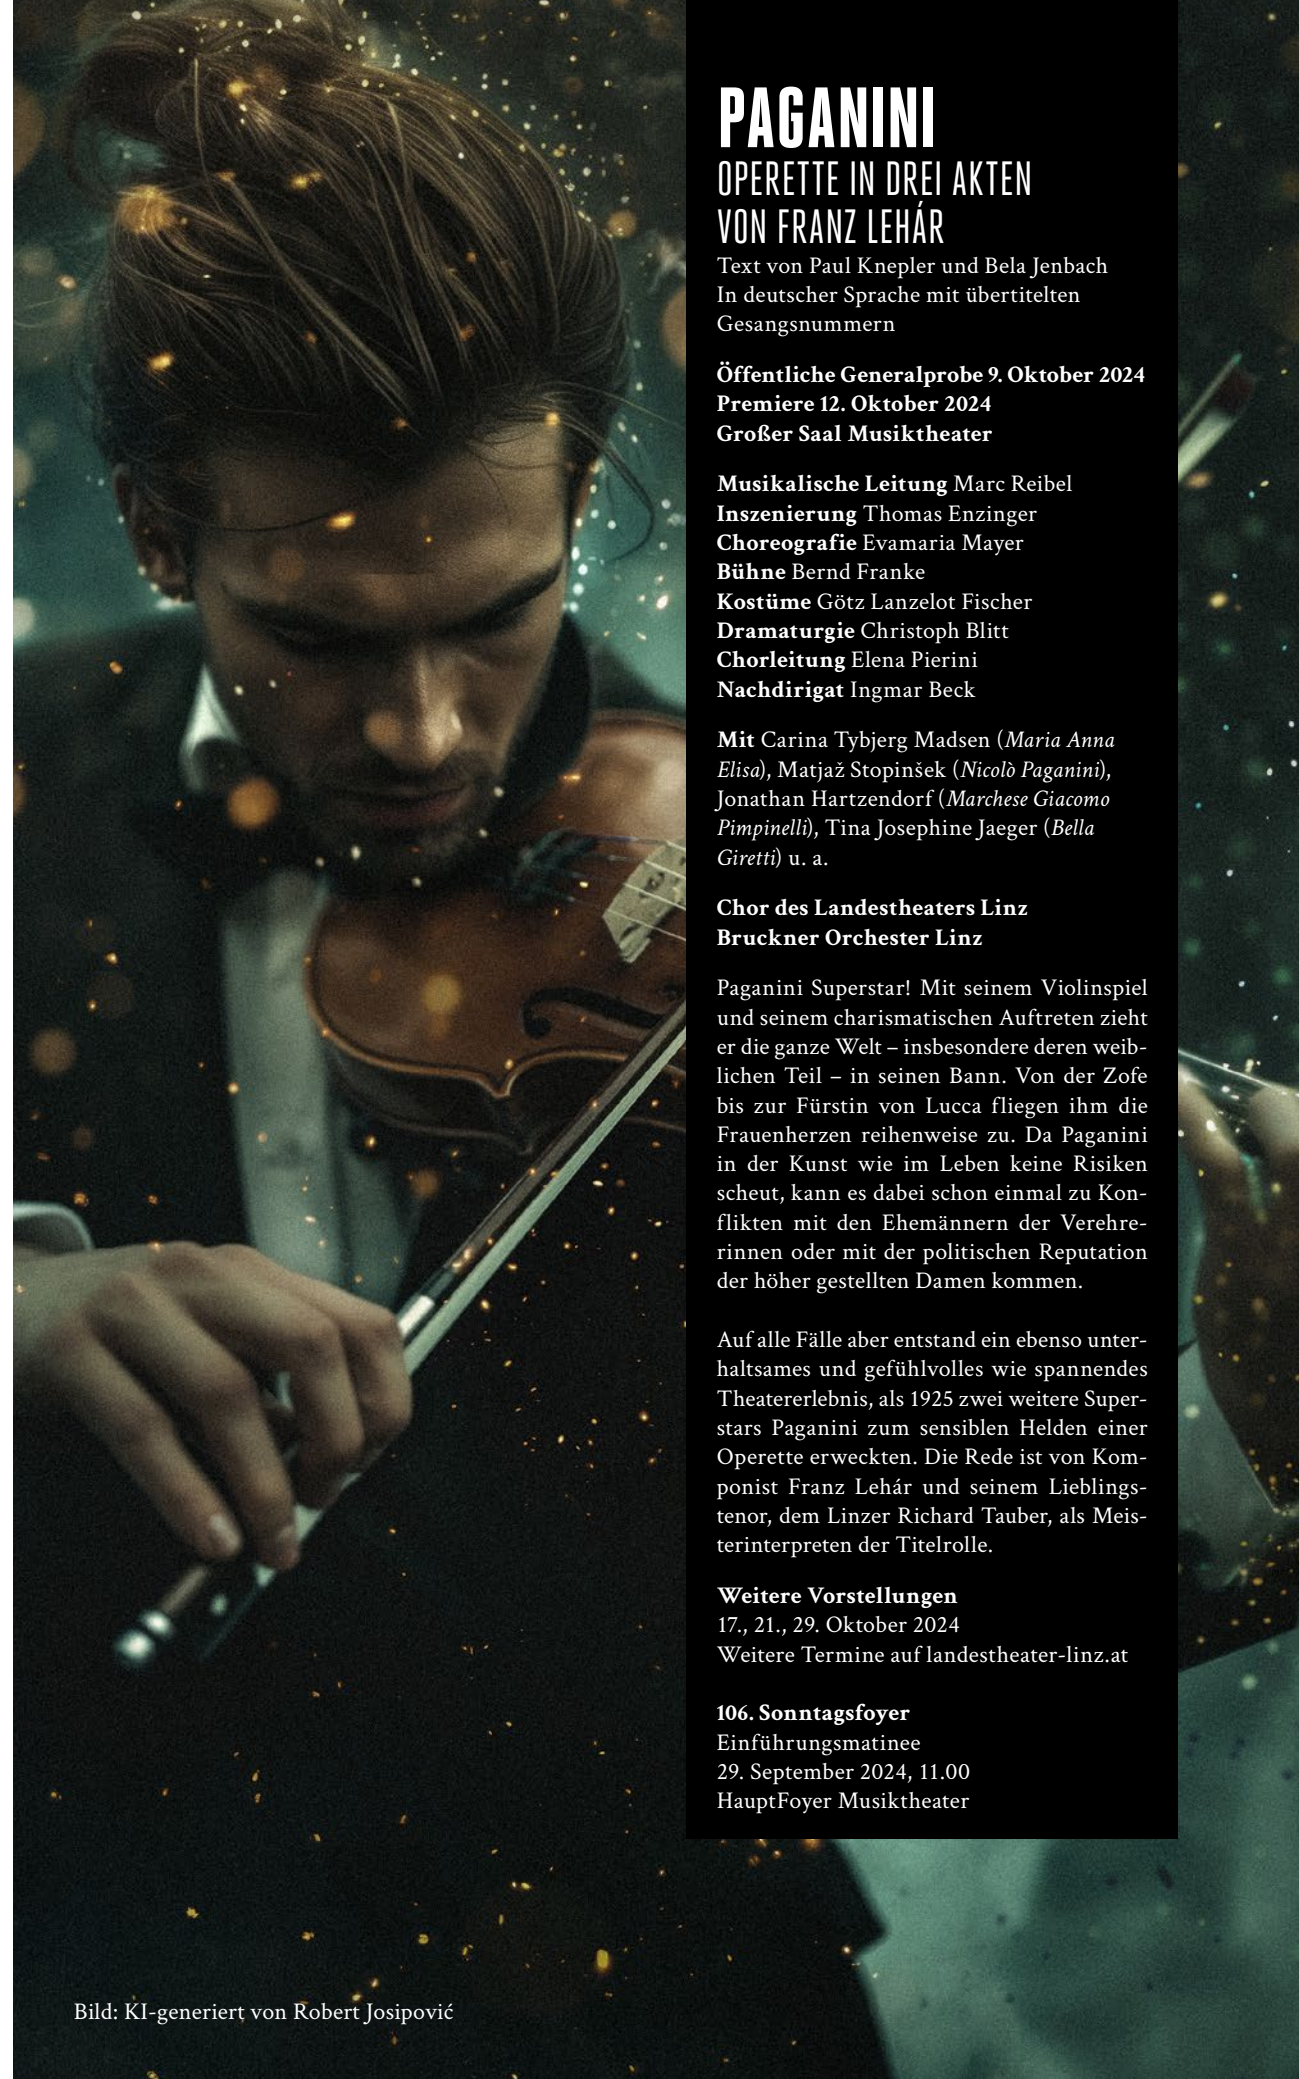 PAGANINI
OPERETTE IN DREI AKTEN
VON FRANZ LEHÁR
Text von Paul Knepler und Bela Jenbach
In deutscher Sprache mit übertitelten
Gesangsnummern
Öffentliche Generalprobe 9. Oktober 2024
Premiere 12. Oktober 2024
Großer Saal Musiktheater
Musikalische Leitung Marc Reibel
Inszenierung Thomas Enzinger
Choreografie Evamaria Mayer
Bühne Bernd Franke
Kostüme Götz Lanzelot Fischer
Dramaturgie Christoph Blitt
Chorleitung Elena Pierini
Nachdirigat Ingmar Beck
Mit Carina Tybjerg Madsen (Maria Anna
Elisa), Matjaž Stopinšek (Nicolò Paganini),
Jonathan Hartzendorf (Marchese Giacomo
Pimpinelli), Tina Josephine Jaeger (Bella
Giretti) u. a.
Chor des Landestheaters Linz
Bruckner Orchester Linz
Paganini Superstar! Mit seinem Violinspiel
und seinem charismatischen Auftreten zieht
er die ganze Welt – insbesondere deren weib-
lichen Teil – in seinen Bann. Von der Zofe
bis zur Fürstin von Lucca fliegen ihm die
Frauenherzen reihenweise zu. Da Paganini
in der Kunst wie im Leben keine Risiken
scheut, kann es dabei schon einmal zu Kon-
flikten mit den Ehemännern der Verehre-
rinnen oder mit der politischen Reputation
der höher gestellten Damen kommen.
Auf alle Fälle aber entstand ein ebenso unter-
haltsames und gefühlvolles wie spannendes
Theatererlebnis, als 1925 zwei weitere Super-
stars Paganini zum sensiblen Helden einer
Operette erweckten. Die Rede ist von Kom-
ponist Franz Lehár und seinem Lieblings-
tenor, dem Linzer Richard Tauber, als Meis-
terinterpreten der Titelrolle.
Weitere Vorstellungen
17., 21., 29. Oktober 2024
Weitere Termine auf landestheater-linz.at
106. Sonntagsfoyer
Einführungsmatinee
29. September 2024, 11.00
HauptFoyer Musiktheater
Bild: KI-generiert von Robert Josipović